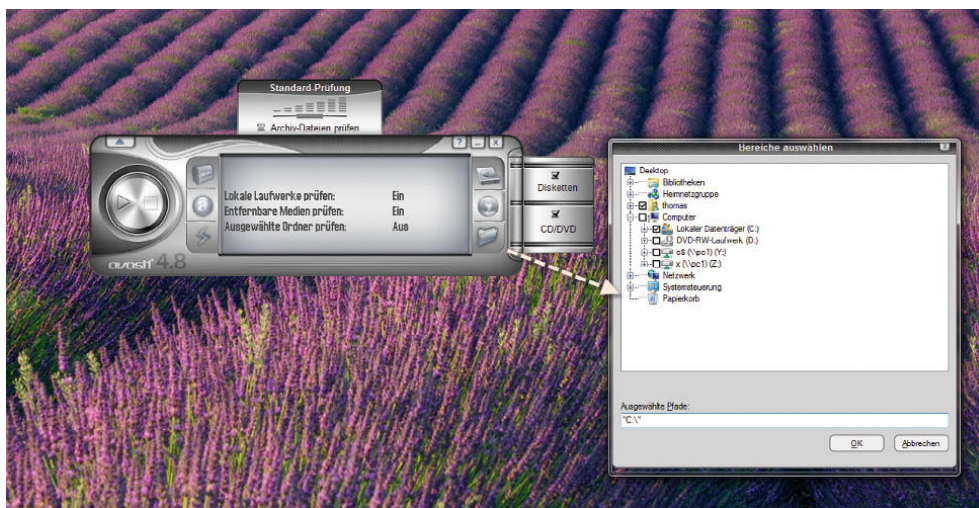 Standard-Prüfung
Archiv-Dateien prüfen
Lokale Laufwerke prüfen: Ein
Entfernbare Medien prüfen: Ein
Ausgewählte Ordner prüfen: Aus
Disketten
CD/DVD
avast! 4.8
Bereiche auswählen
Desktop
Bibliotheken
Heimnetzgruppe
thomas
Computer
Lokaler Datenträger (C:)
DVD-RW-Laufwerk (D:)
c$ (\\pc1) (Y:)
x (\\pc1) (Z:)
Netzwerk
Systemsteuerung
Papierkorb
Ausgewählte Pfade:
"C:\"
OK
Abbrechen